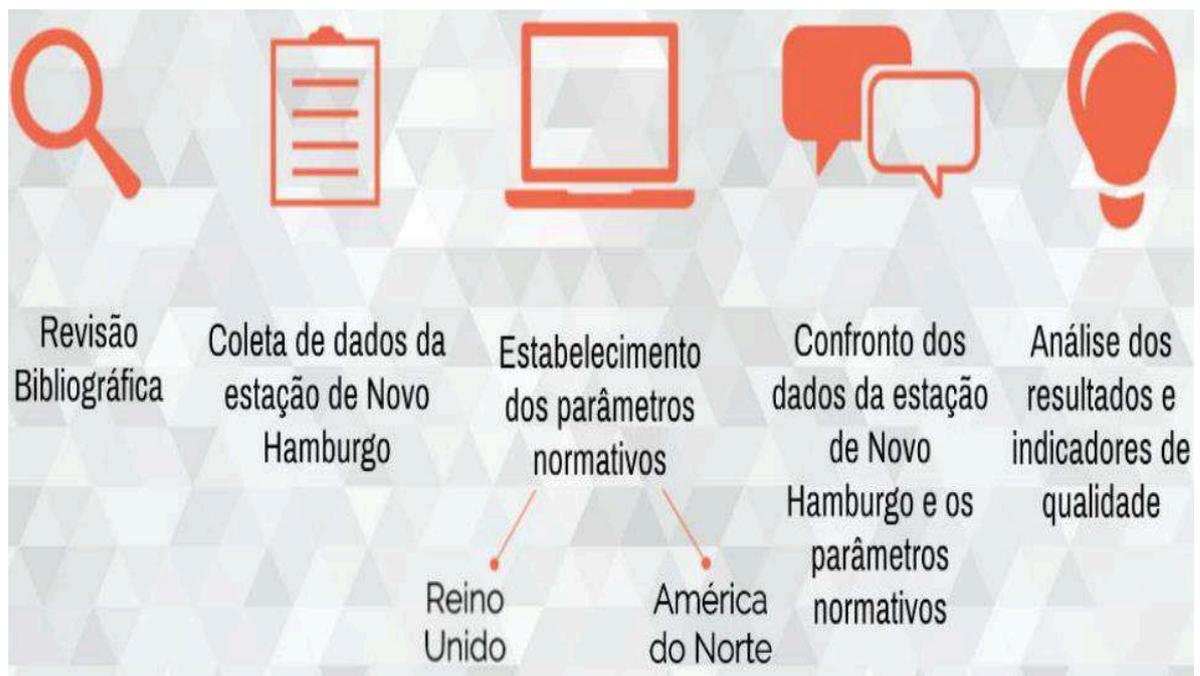 Revisão
Bibliográfica
Coleta de dados da
estação de Novo
Hamburgo
Estabelecimento
dos parâmetros
normativos
Reino
Unido
América
do Norte
Confronto dos
dados da estação
de Novo
Hamburgo e os
parâmetros
normativos
Análise dos
resultados e
indicadores de
qualidade